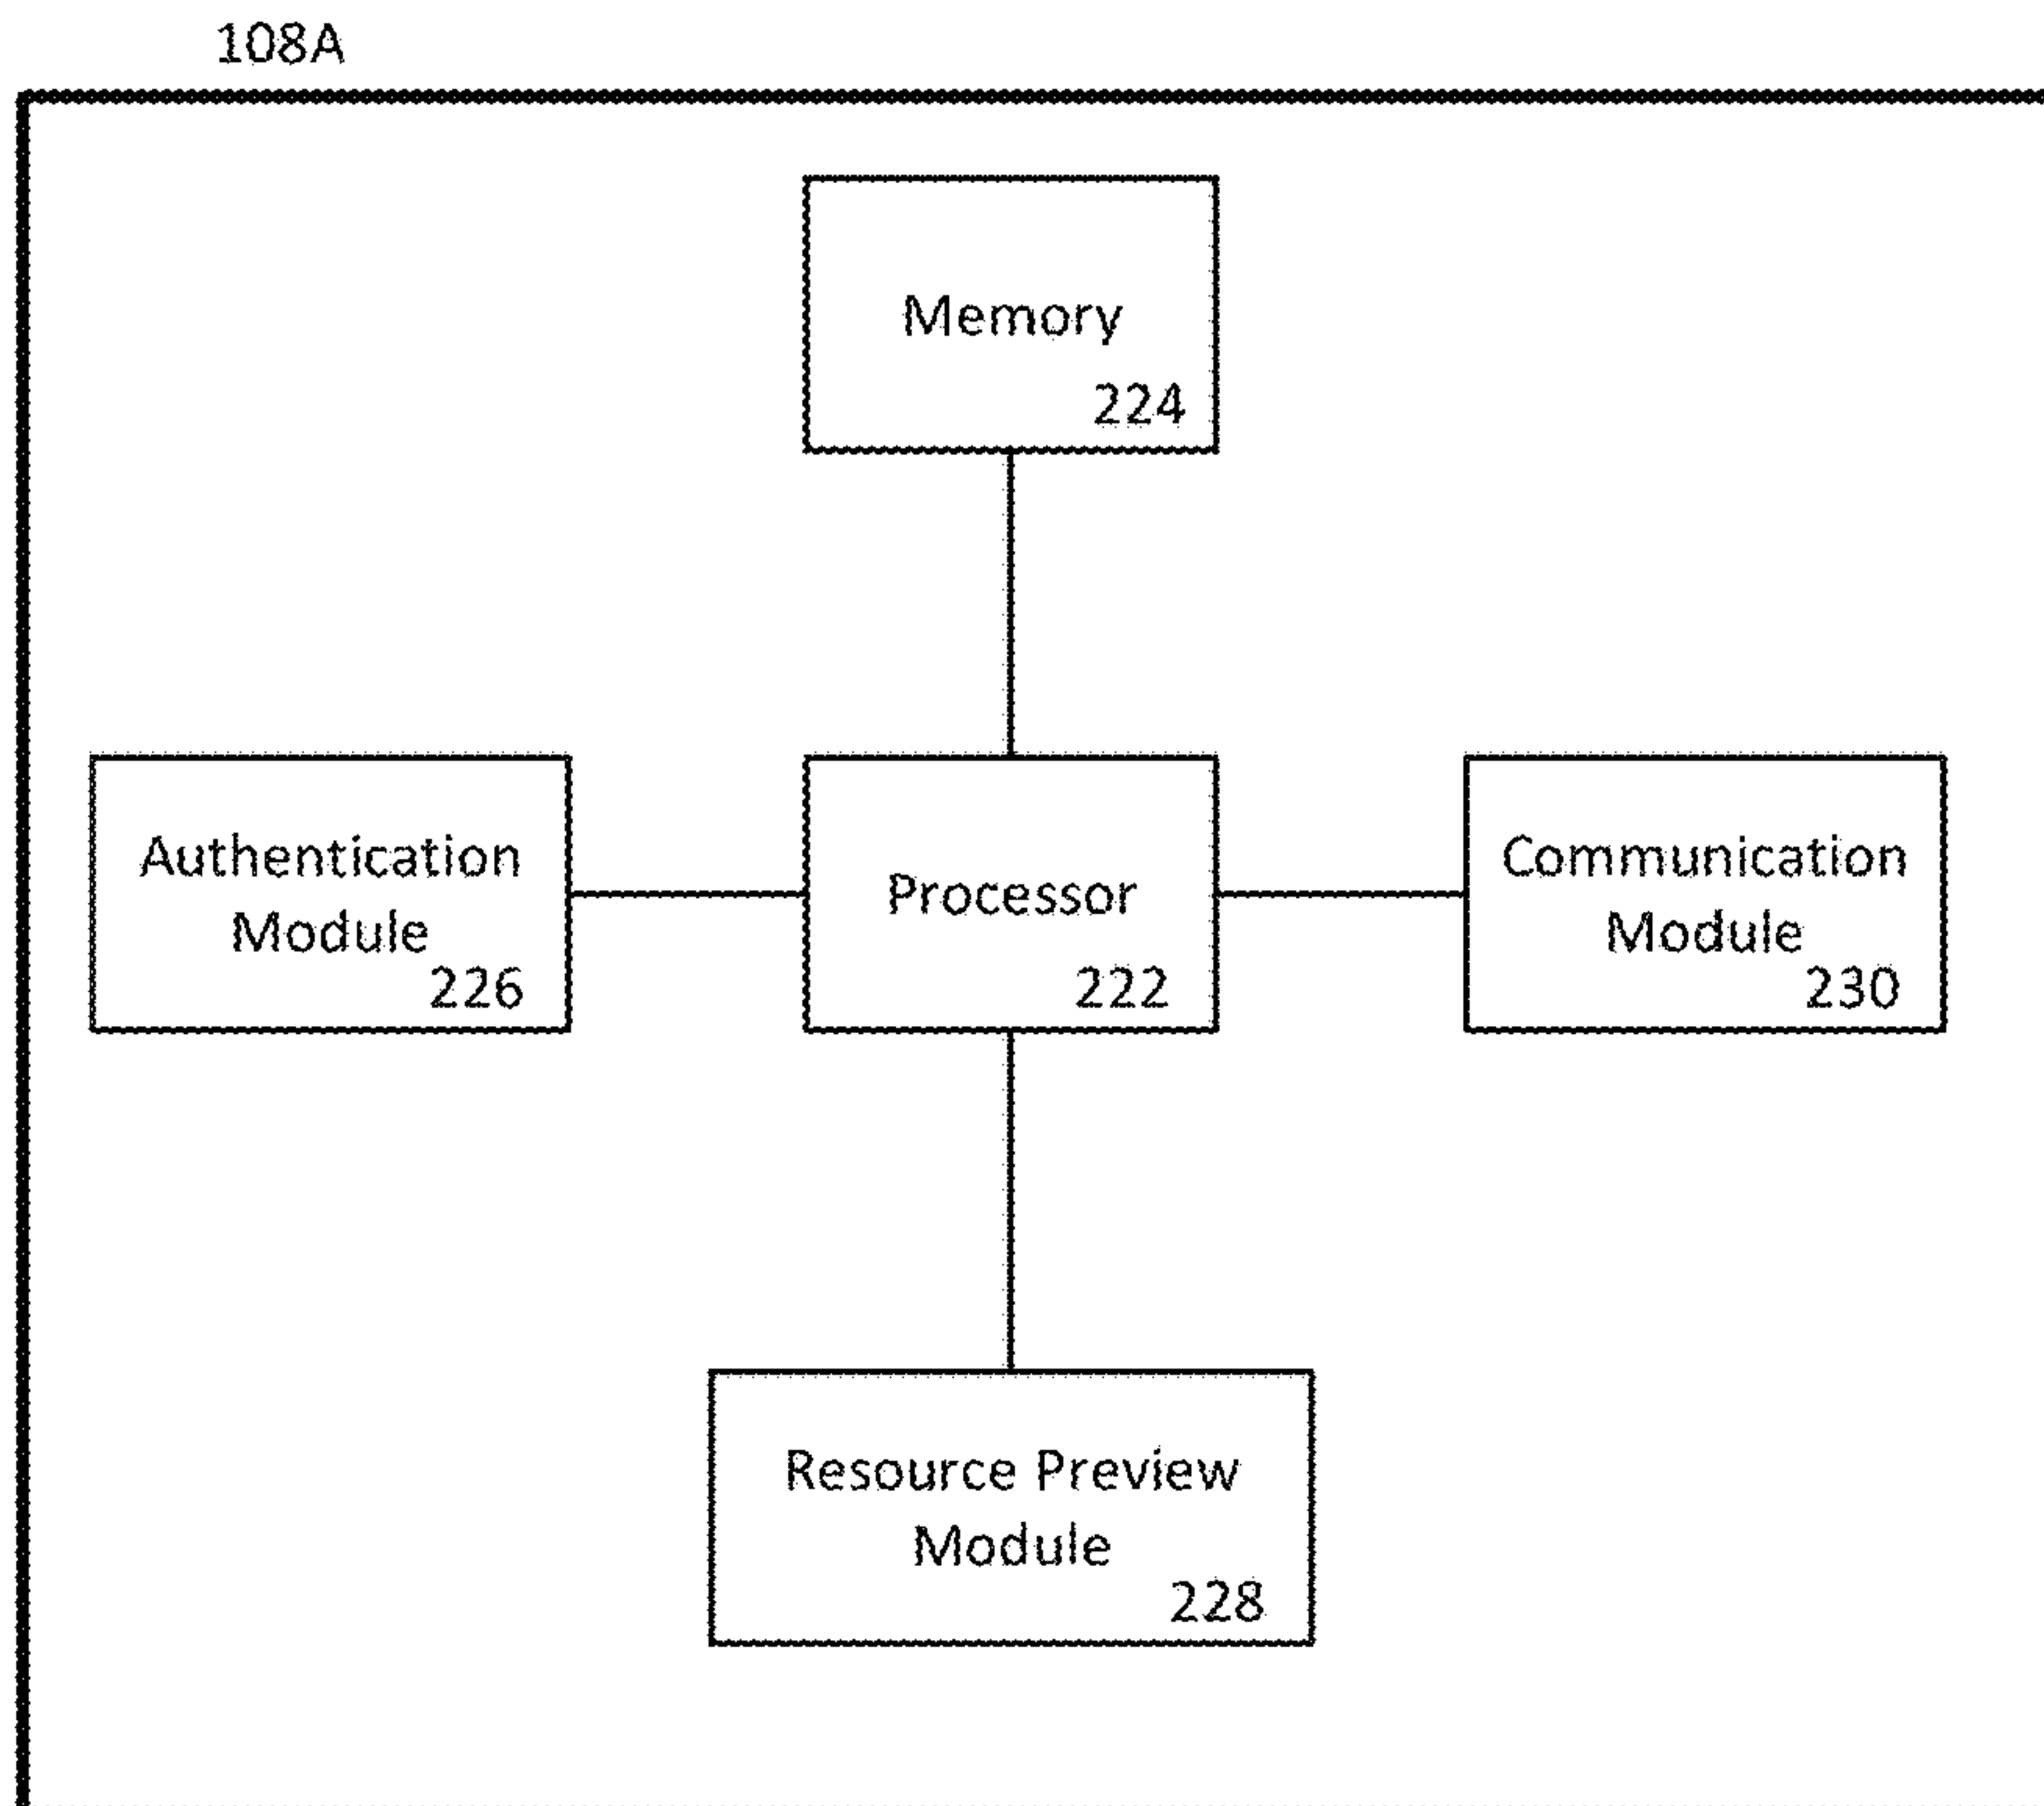 108A
Memory
224
Authentication
Module
226
Processor
222
Communication
Module
230
Resource Preview
Module
228